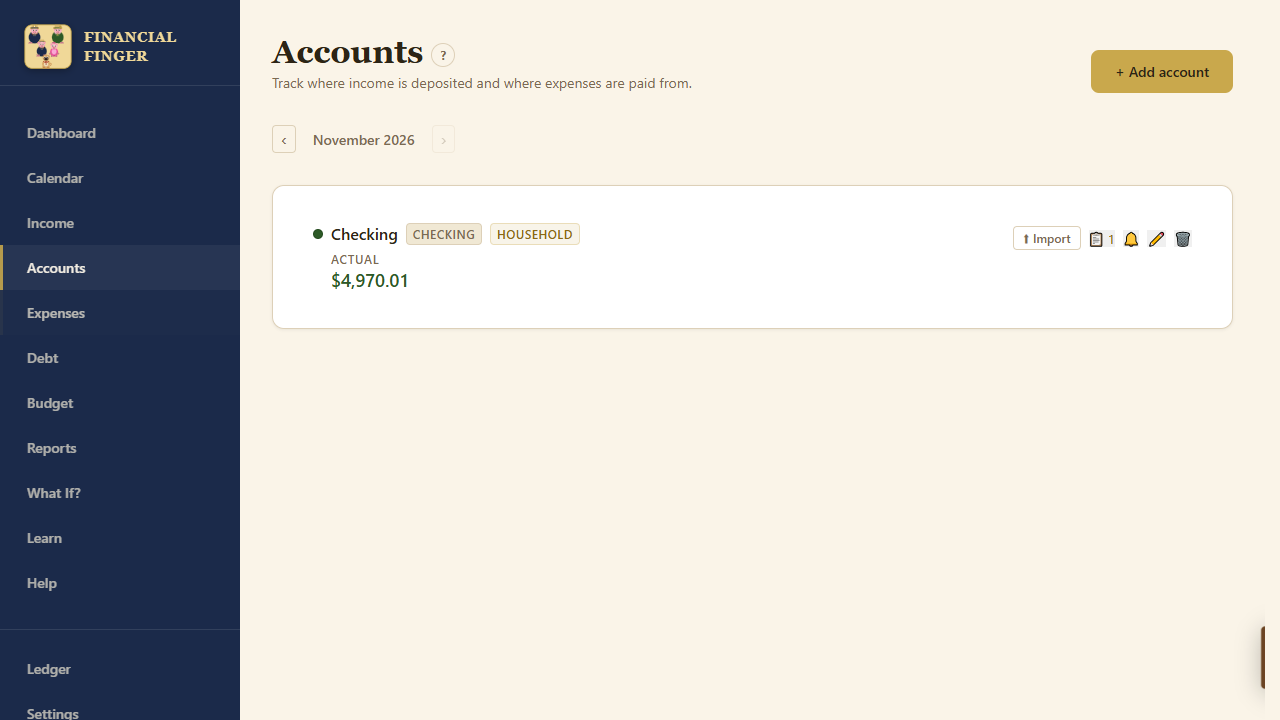 FINANCIAL
FINGER
Dashboard
Calendar
Income
Accounts
Expenses
Debt
Budget
Reports
What If?
Learn
Help
Ledger
Settings
Accounts ?
Track where income is deposited and where expenses are paid from.
+ Add account
‹ November 2026 ›
Checking CHECKING HOUSEHOLD
ACTUAL
$4,970.01
⬆ Import 📋 1 🔔 ✏️ 🗑️